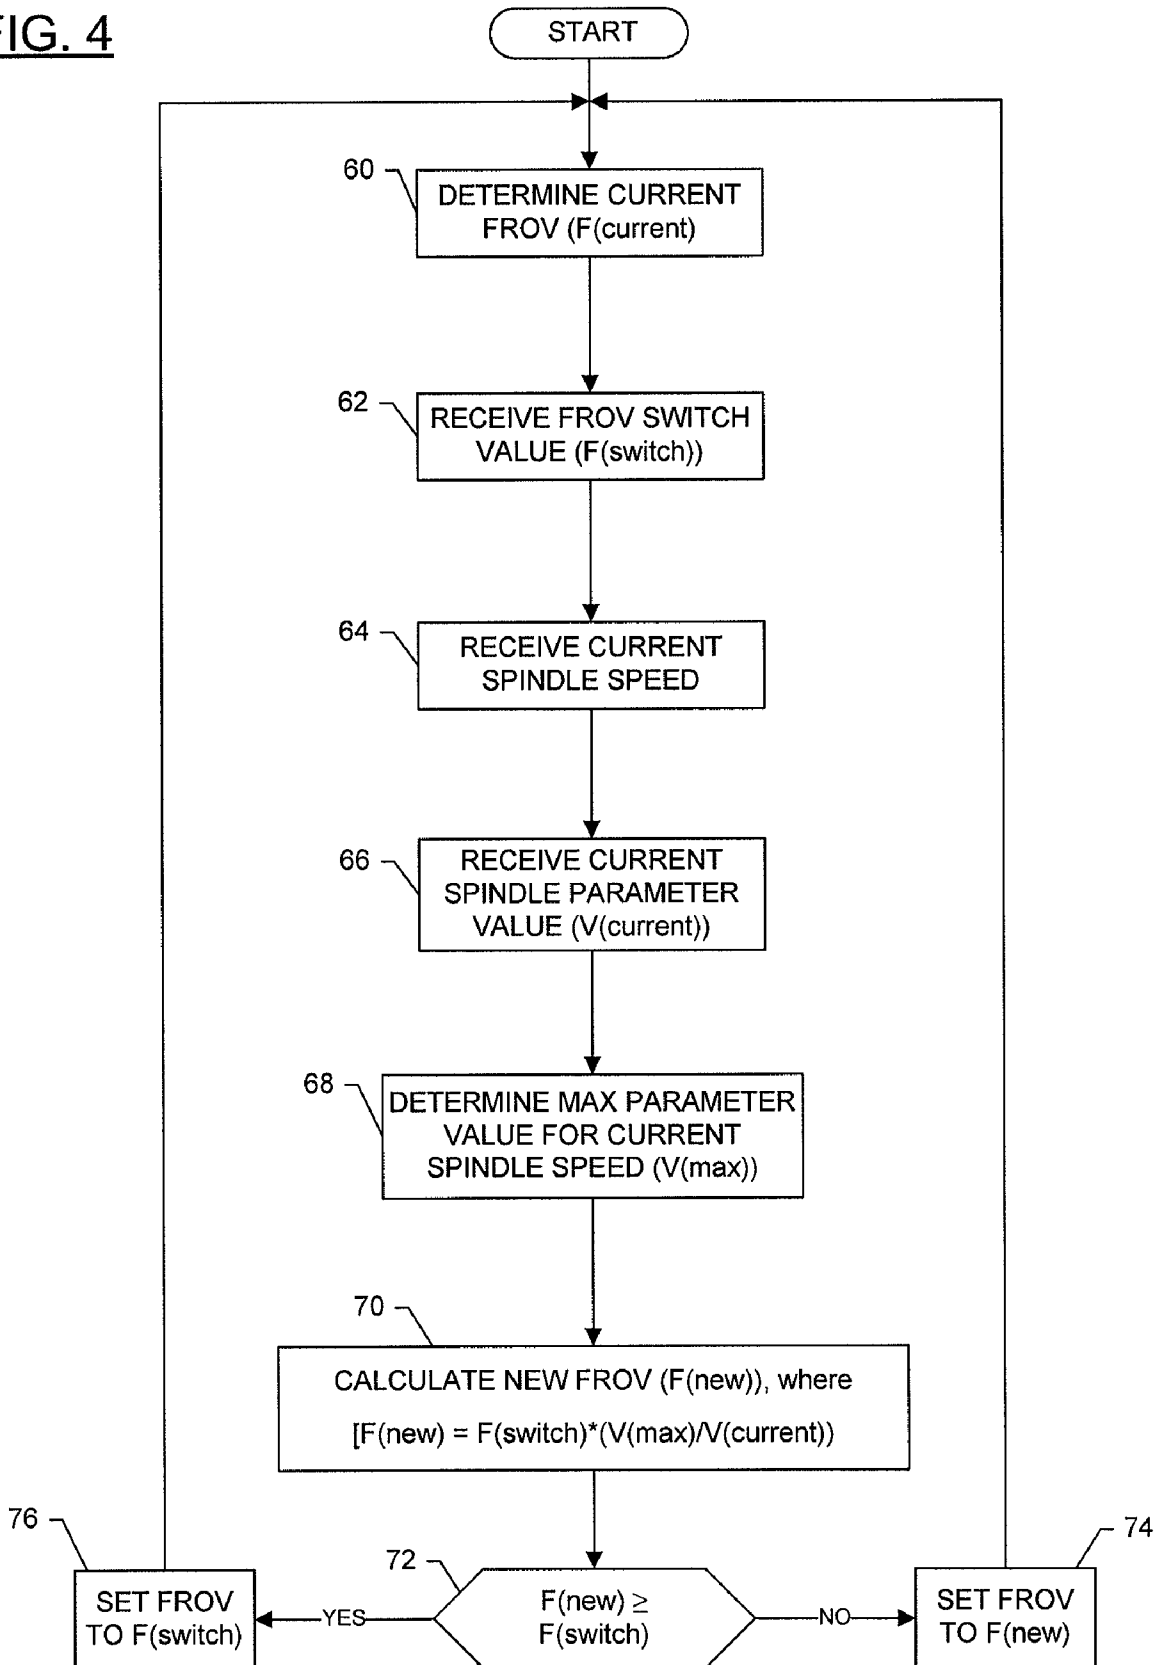 FIG. 4
START
60
DETERMINE CURRENT
FROV (F(current)
62
RECEIVE FROV SWITCH
VALUE (F(switch))
64
RECEIVE CURRENT
SPINDLE SPEED
66
RECEIVE CURRENT
SPINDLE PARAMETER
VALUE (V(current))
68
DETERMINE MAX PARAMETER
VALUE FOR CURRENT
SPINDLE SPEED (V(max))
70
CALCULATE NEW FROV (F(new)), where
[F(new) = F(switch)*(V(max)/V(current))
76
SET FROV
TO F(switch)
YES
72
F(new) ≥
F(switch)
NO
74
SET FROV
TO F(new)